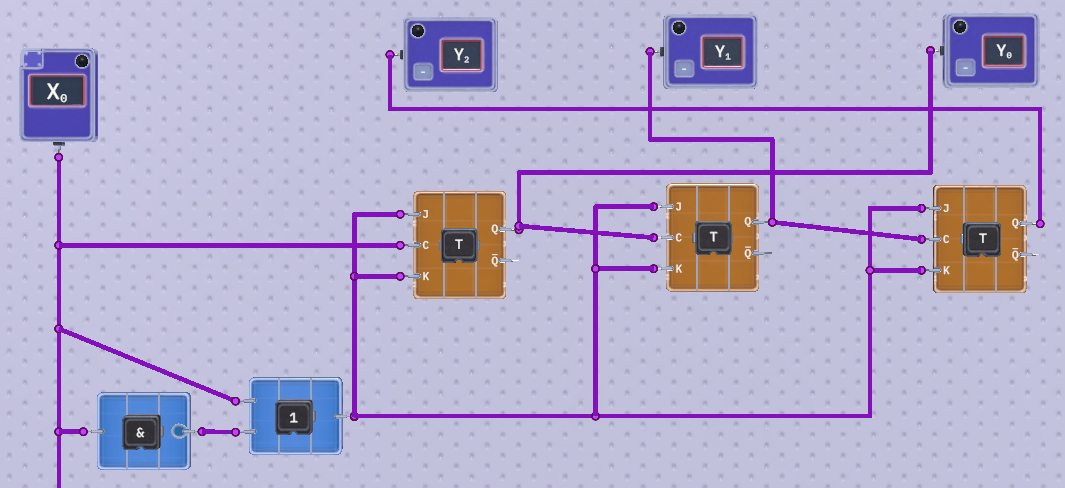 Y₂
-
Y₁
-
Y₀
-
X₀
J
C
K
T
Q
Q̅
J
C
K
T
Q
Q̅
J
C
K
T
Q
Q̅
&
1